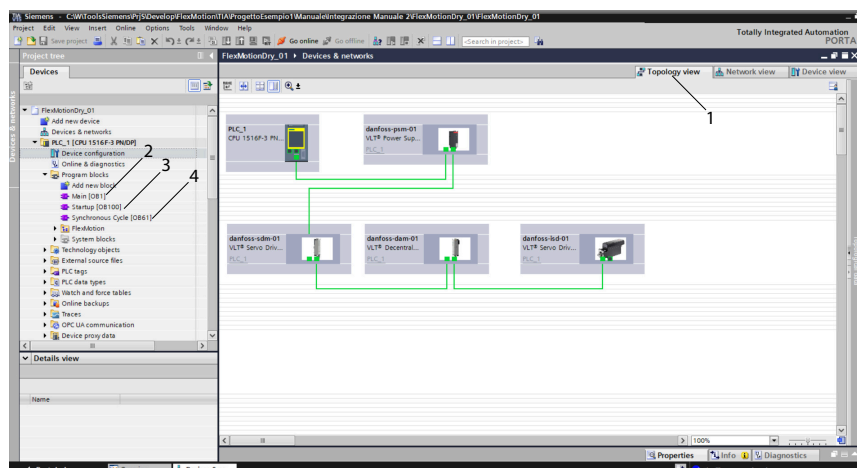 Siemens - C:\W\ToolsSiemens\PrjS\Develop\FlexMotion\TIA\ProgettoEsempio1\Manuale\Integrazione Manuale 2\FlexMotionDry_01\FlexMotionDry_01
Project Edit View Insert Online Options Tools Window Help
Totally Integrated Automation
PORTA
Save project
Go online
Go offline
<Search in project>
Project tree
FlexMotionDry_01 ▸ Devices & networks
Devices
Topology view
Network view
Device view
Devices & networks
FlexMotionDry_01
Add new device
Devices & networks
PLC_1 [CPU 1516F-3 PN/DP]
Device configuration
Online & diagnostics
Program blocks
Add new block
Main [OB1]
Startup [OB100]
Synchronous Cycle [OB61]
FlexMotion
System blocks
Technology objects
External source files
PLC tags
PLC data types
Watch and force tables
Online backups
Traces
OPC UA communication
Device proxy data
1
2
3
4
PLC_1
CPU 1516F-3 PN...
danfoss-psm-01
VLT® Power Sup...
PLC_1
danfoss-sdm-01
VLT® Servo Driv...
PLC_1
danfoss-dam-01
VLT® Decentral...
PLC_1
danfoss-isd-01
VLT® Servo Driv...
PLC_1
Details view
Name
100%
Properties
Info
Diagnostics